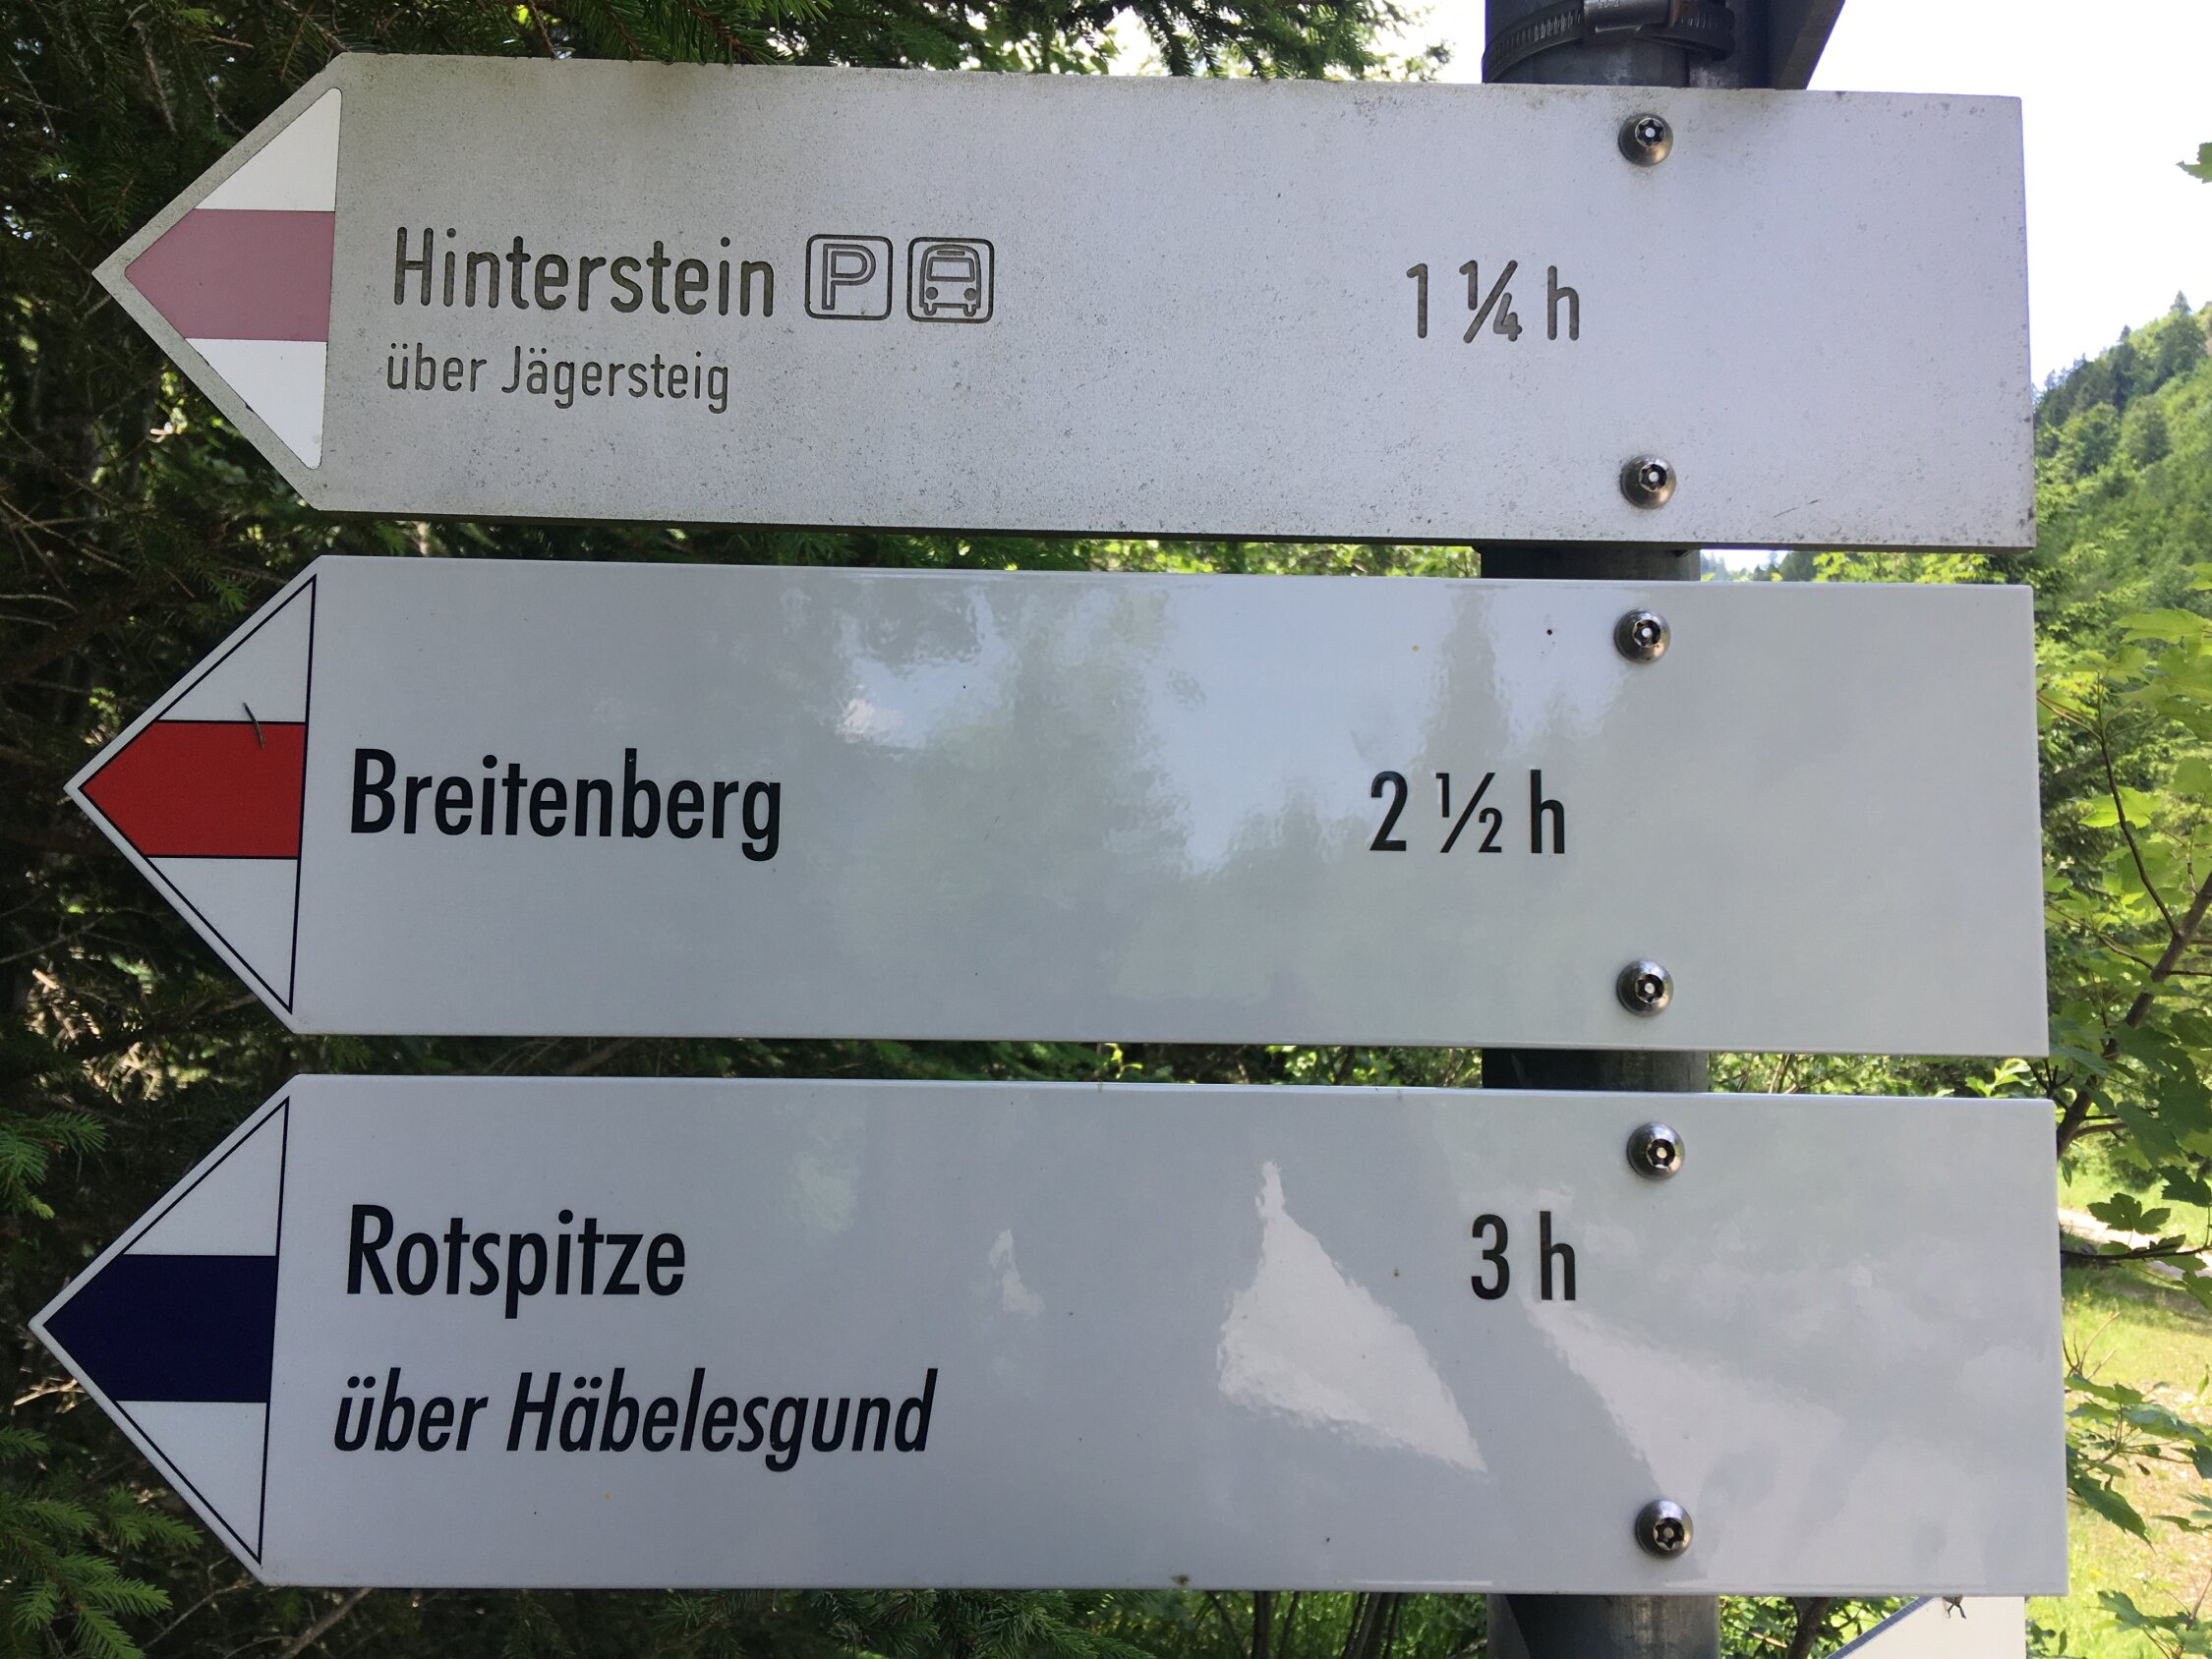 Hinterstein P 1 ¼ h
über Jägersteig
Breitenberg 2 ½ h
Rotspitze 3 h
über Häbelesgund